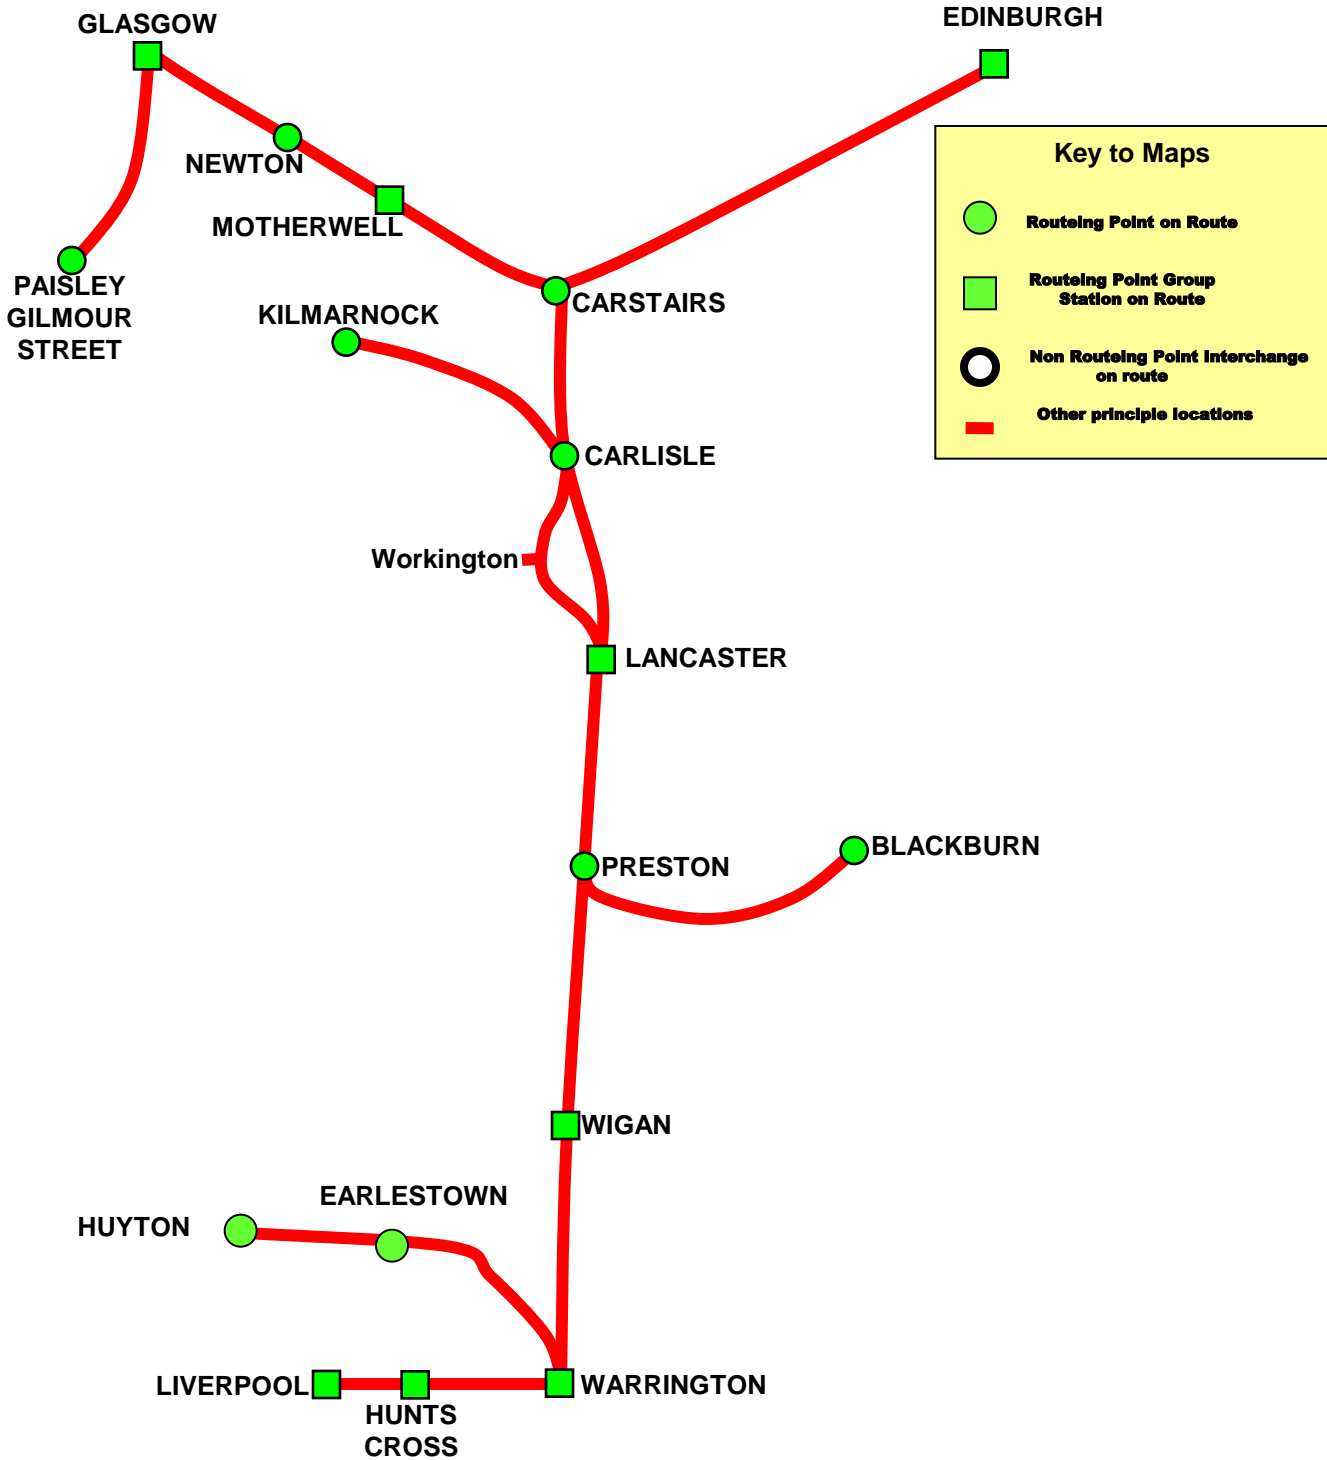 GLASGOW
EDINBURGH
Key to Maps
Routeing Point on Route
Routeing Point Group
Station on Route
Non Routeing Point Interchange
on route
Other principle locations
NEWTON
MOTHERWELL
PAISLEY
GILMOUR
STREET
KILMARNOCK
CARSTAIRS
CARLISLE
Workington
LANCASTER
PRESTON
BLACKBURN
WIGAN
EARLESTOWN
HUYTON
LIVERPOOL
HUNTS
CROSS
WARRINGTON